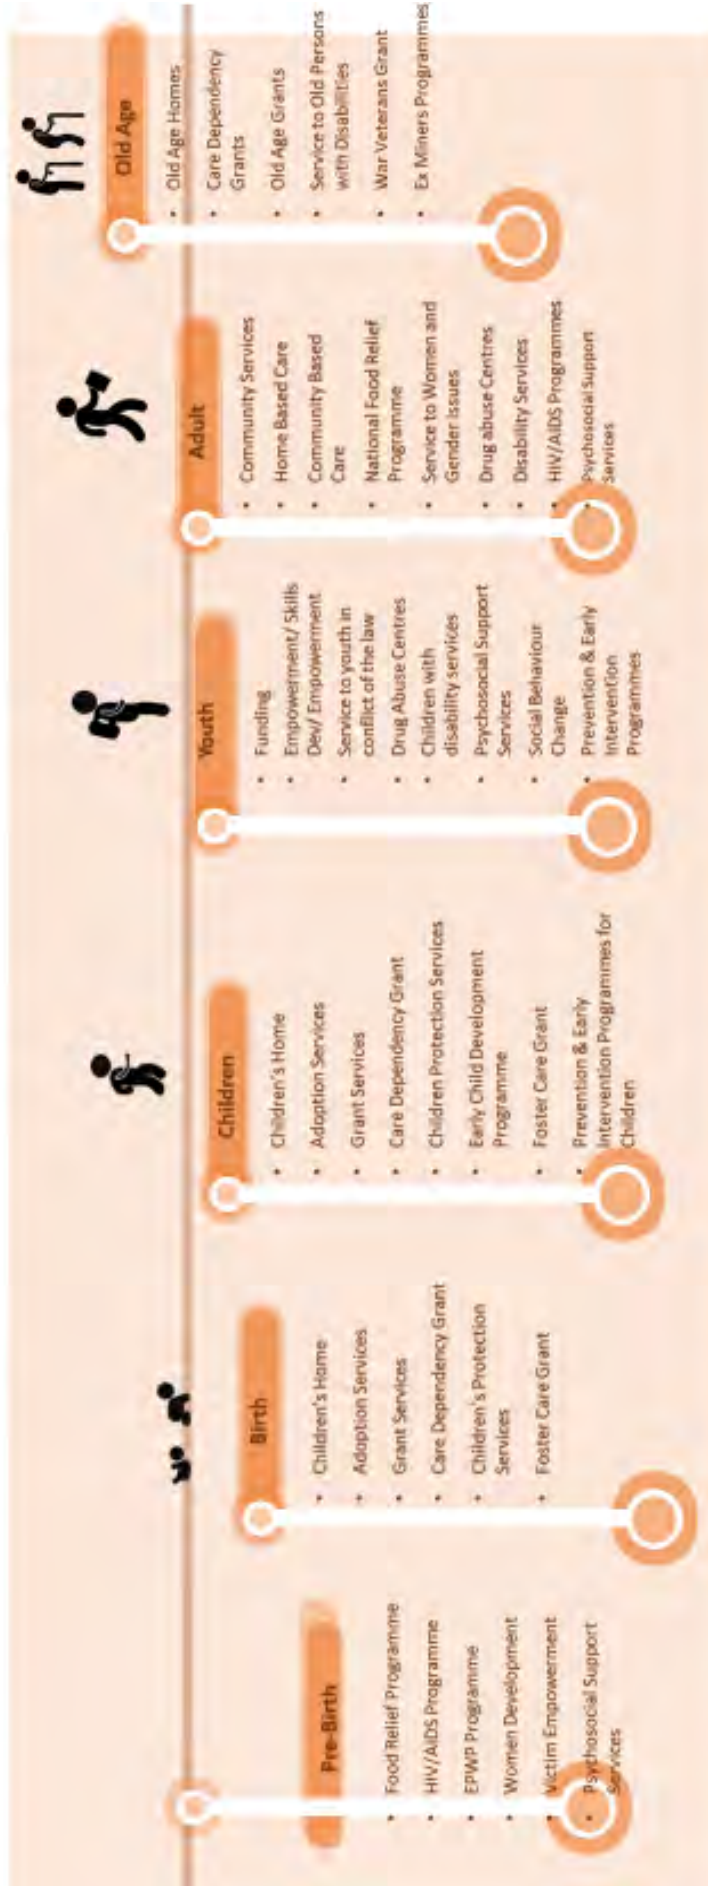 Pre-Birth
• Food Relief Programme
• HIV/AIDS Programme
• EPWP Programme
• Women Development
• Victim Empowerment
• Psychosocial Support
Services
Birth
• Children's Home
• Adoption Services
• Grant Services
• Care Dependency Grant
• Children's Protection
Services
• Foster Care Grant
Children
• Children's Home
• Adoption Services
• Grant Services
• Care Dependency Grant
• Children Protection Services
• Early Child Development
Programme
• Foster Care Grant
• Prevention & Early
Intervention Programmes for
Children
Youth
• Funding
• Empowerment/ Skills
Dev/ Empowerment
• Service to youth in
conflict of the law
• Drug Abuse Centres
• Children with
disability services
• Psychosocial Support
Services
• Social Behaviour
Change
• Prevention & Early
Intervention
Programmes
Adult
• Community Services
• Home Based Care
• Community Based
Care
• National Food Relief
Programme
• Service to Women and
Gender Issues
• Drug abuse Centres
• Disability Services
• HIV/AIDS Programmes
• Psychosocial Support
Services
Old Age
• Old Age Homes
• Care Dependency
Grants
• Old Age Grants
• Service to Old Persons
with Disabilities
• War Veterans Grant
• Ex Miners Programmes